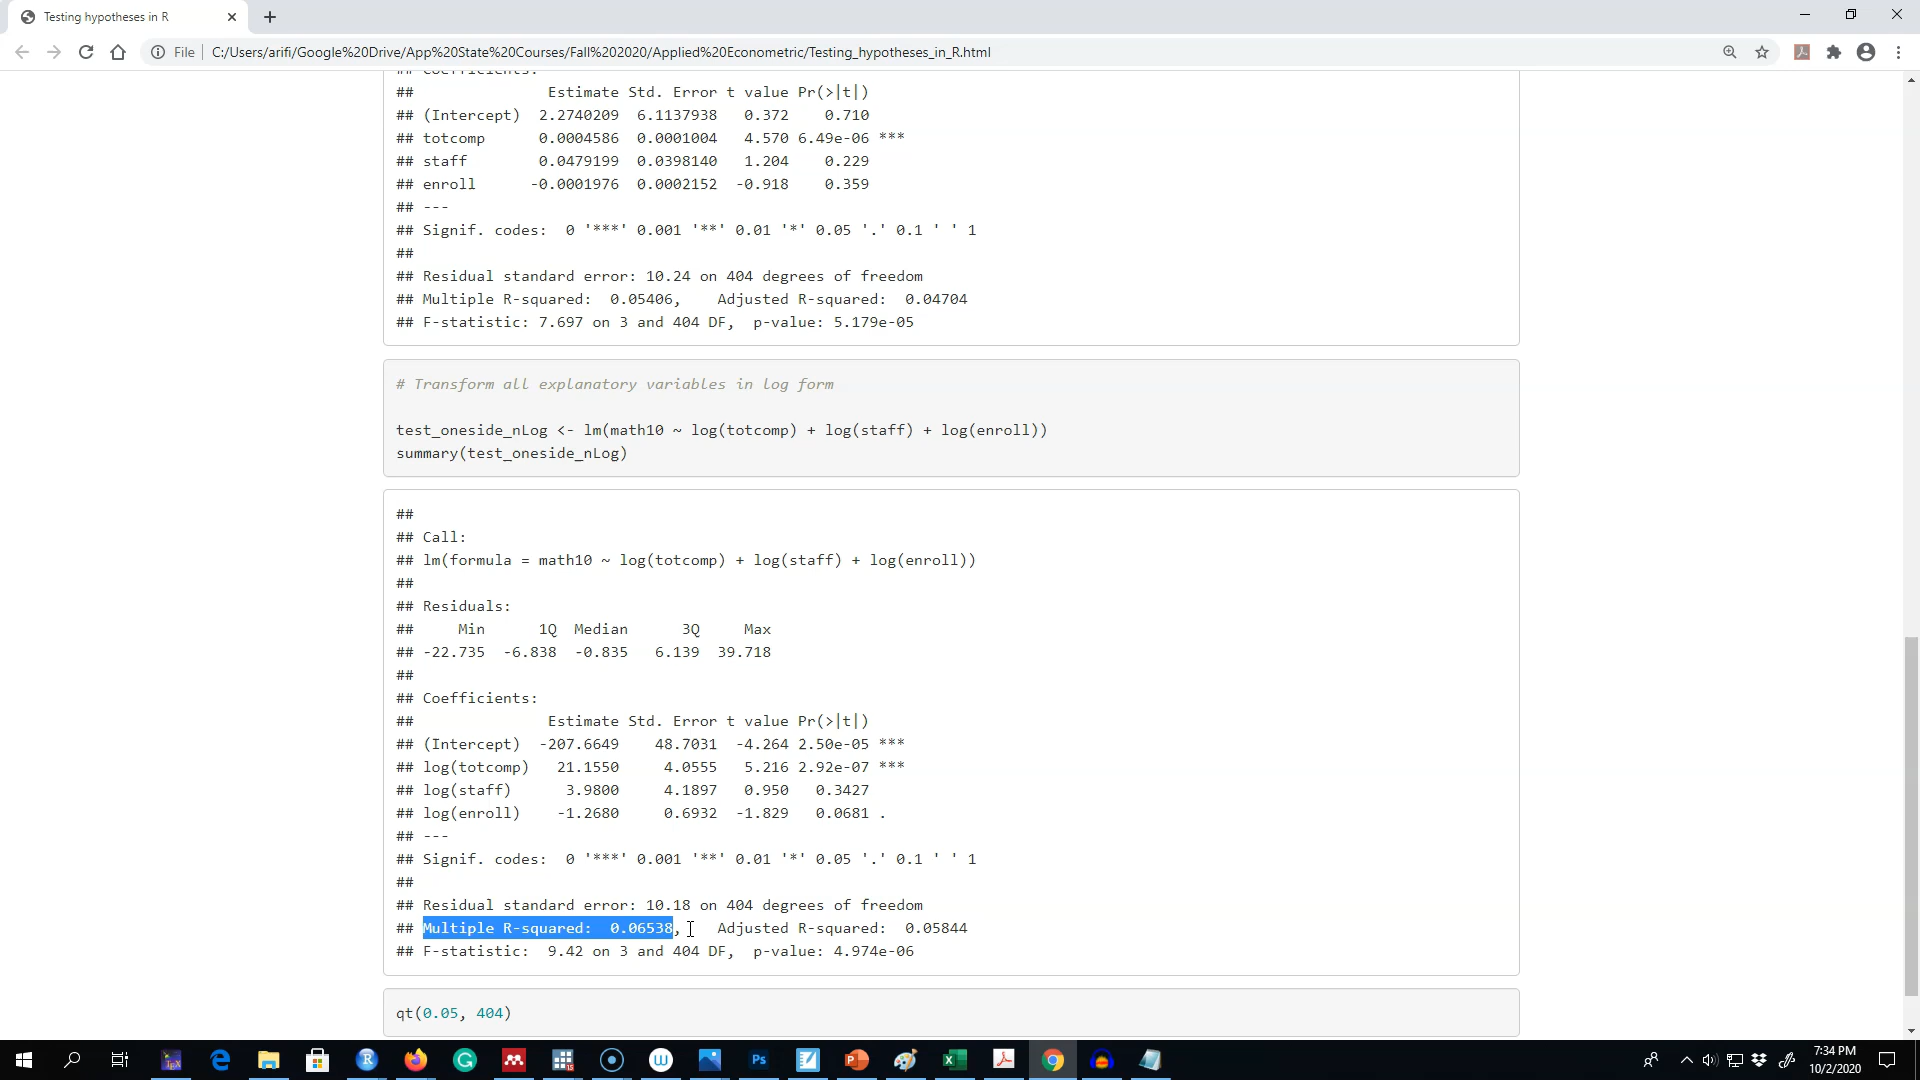 Testing hypotheses in R
File
C:/Users/arifi/Google%20Drive/App%20State%20Courses/Fall%202020/Applied%20Econometric/Testing_hypotheses_in_R.html
## Coefficients:
##               Estimate Std. Error t value Pr(>|t|)
## (Intercept)  2.2740209  6.1137938   0.372    0.710
## totcomp      0.0004586  0.0001004   4.570 6.49e-06 ***
## staff        0.0479199  0.0398140   1.204    0.229
## enroll      -0.0001976  0.0002152  -0.918    0.359
## ---
## Signif. codes:  0 '***' 0.001 '**' 0.01 '*' 0.05 '.' 0.1 ' ' 1
##
## Residual standard error: 10.24 on 404 degrees of freedom
## Multiple R-squared:  0.05406,    Adjusted R-squared:  0.04704
## F-statistic: 7.697 on 3 and 404 DF,  p-value: 5.179e-05
# Transform all explanatory variables in log form
test_oneside_nLog <- lm(math10 ~ log(totcomp) + log(staff) + log(enroll))
summary(test_oneside_nLog)
##
## Call:
## lm(formula = math10 ~ log(totcomp) + log(staff) + log(enroll))
##
## Residuals:
##     Min      1Q  Median      3Q     Max
## -22.735  -6.838  -0.835   6.139  39.718
##
## Coefficients:
##               Estimate Std. Error t value Pr(>|t|)
## (Intercept)  -207.6649    48.7031  -4.264 2.50e-05 ***
## log(totcomp)   21.1550     4.0555   5.216 2.92e-07 ***
## log(staff)      3.9800     4.1897   0.950   0.3427
## log(enroll)    -1.2680     0.6932  -1.829   0.0681 .
## ---
## Signif. codes:  0 '***' 0.001 '**' 0.01 '*' 0.05 '.' 0.1 ' ' 1
##
## Residual standard error: 10.18 on 404 degrees of freedom
## Multiple R-squared:  0.06538,    Adjusted R-squared:  0.05844
## F-statistic:  9.42 on 3 and 404 DF,  p-value: 4.974e-06
qt(0.05, 404)
7:34 PM
10/2/2020